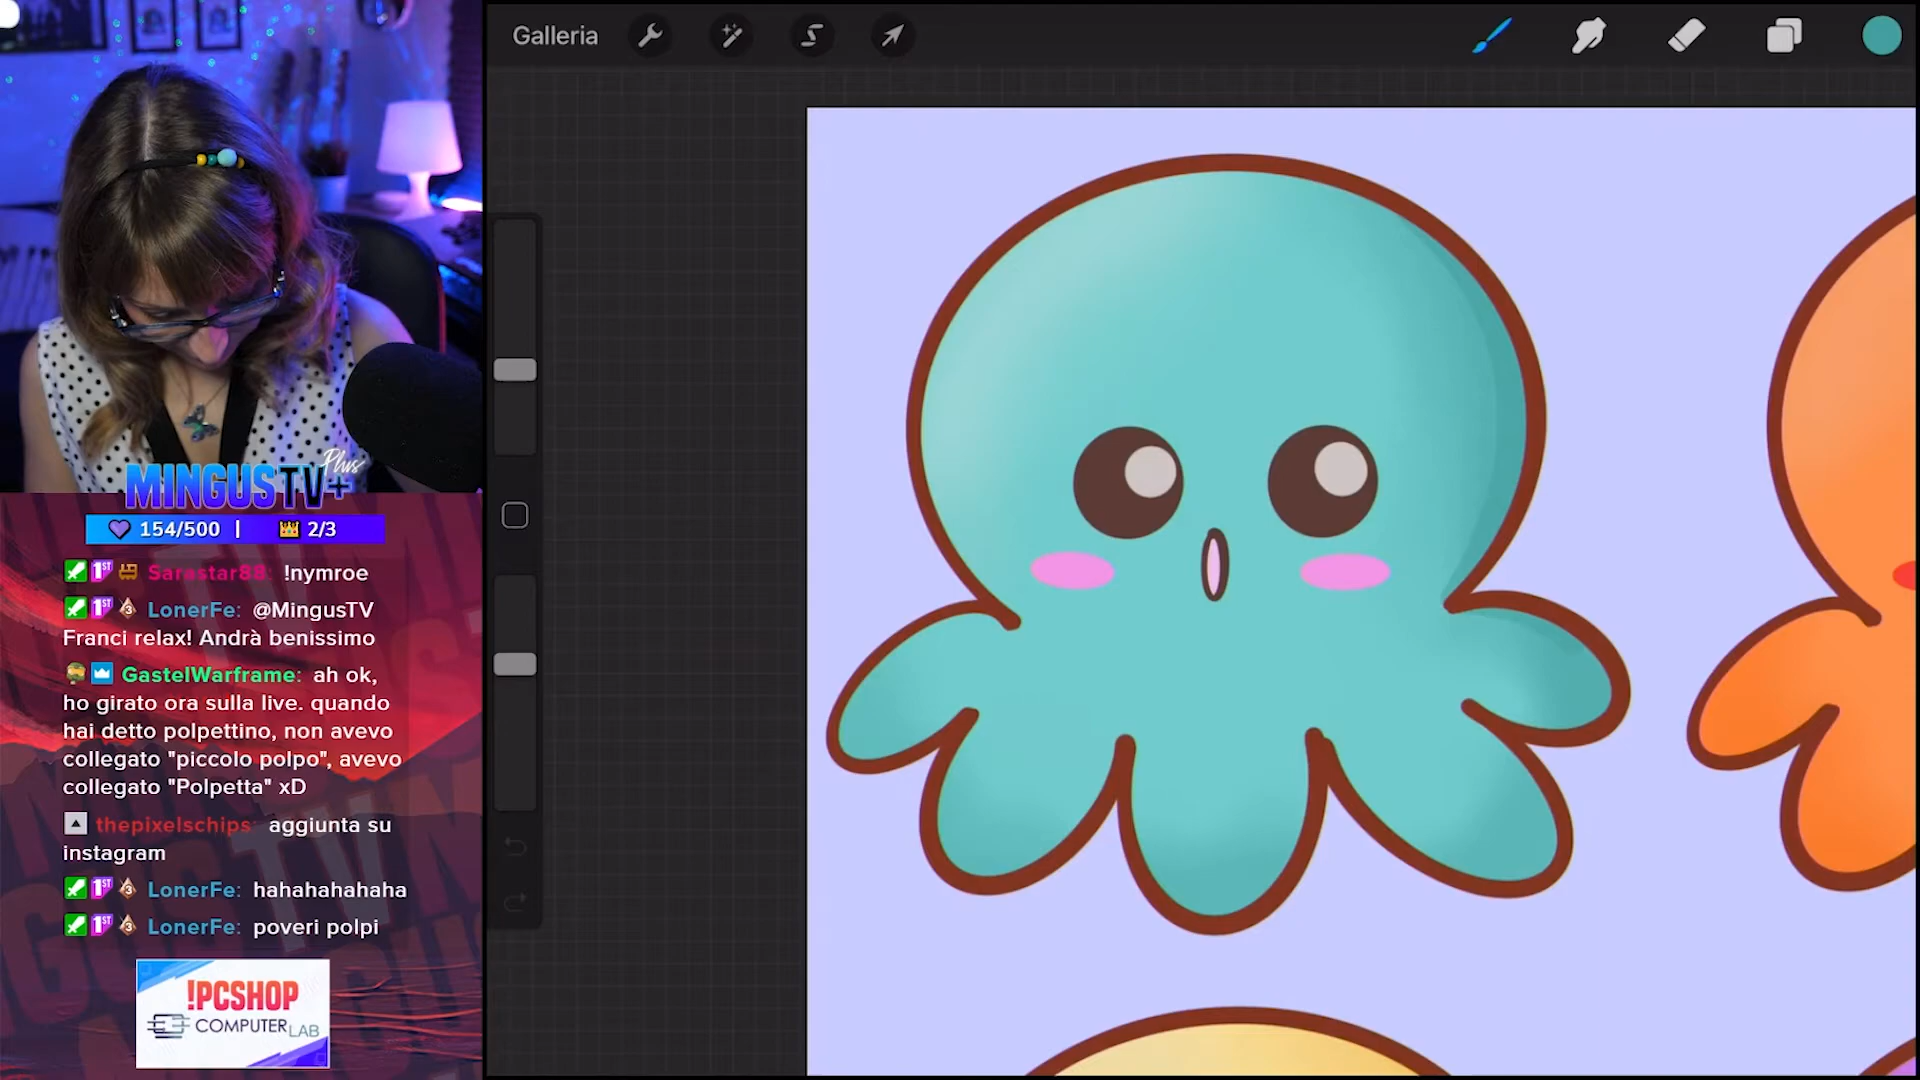 Galleria
MINGUSTV+
Plus
154/500 | 2/3
Sarastar88: !nymroe
LonerFe: @MingusTV
Franci relax! Andrà benissimo
GastelWarframe: ah ok,
ho girato ora sulla live. quando
hai detto polpettino, non avevo
collegato "piccolo polpo", avevo
collegato "Polpetta" xD
thepixelschips: aggiunta su
instagram
LonerFe: hahahahahaha
LonerFe: poveri polpi
!PCSHOP
COMPUTER LAB